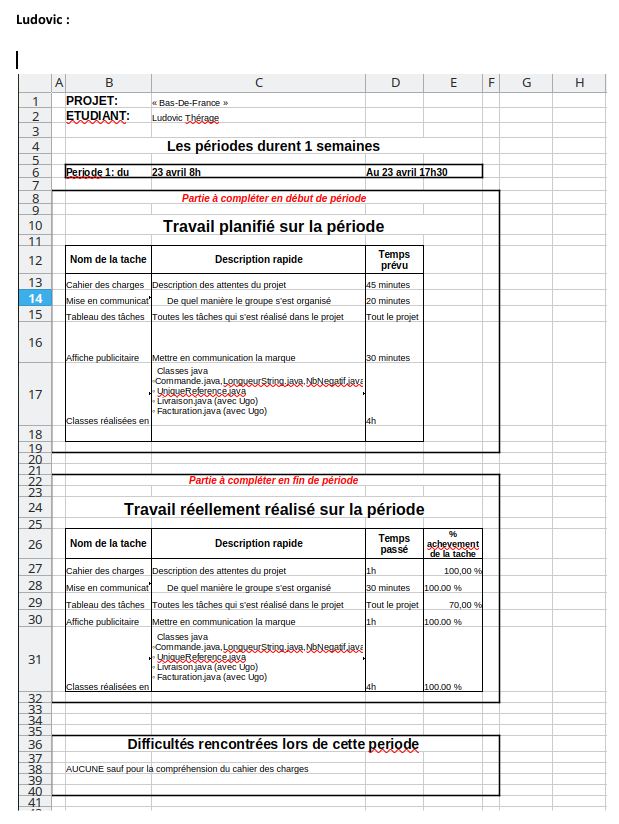 Ludovic :
A B C D E F G H
1 PROJET: « Bas-De-France »
2 ETUDIANT: Ludovic Thérage
3
4 Les périodes durent 1 semaines
5
6 Periode 1: du 23 avril 8h Au 23 avril 17h30
7
8 Partie à compléter en début de période
9
10 Travail planifié sur la période
11
12 Nom de la tache Description rapide Temps prévu
13 Cahier des charges Description des attentes du projet 45 minutes
14 Mise en communicat De quel manière le groupe s'est organisé 20 minutes
15 Tableau des tâches Toutes les tâches qui s'est réalisé dans le projet Tout le projet
16 Affiche publicitaire Mettre en communication la marque 30 minutes
Classes java
◦Commande.java,LongueurString.java,NbNegatif.java
17 ◦ UniqueReference.java
◦ Livraison.java (avec Ugo)
◦ Facturation.java (avec Ugo)
Classes réalisées en 4h
18
19
20
21
22 Partie à compléter en fin de période
23
24 Travail réellement réalisé sur la période
25
26 Nom de la tache Description rapide Temps passé % achevement de la tache
27 Cahier des charges Description des attentes du projet 1h 100,00 %
28 Mise en communicat De quel manière le groupe s'est organisé 30 minutes 100.00 %
29 Tableau des tâches Toutes les tâches qui s'est réalisé dans le projet Tout le projet 70,00 %
30 Affiche publicitaire Mettre en communication la marque 1h 100.00 %
Classes java
◦Commande.java,LongueurString.java,NbNegatif.java
31 ◦ UniqueReference.java
◦ Livraison.java (avec Ugo)
◦ Facturation.java (avec Ugo)
Classes réalisées en 4h 100.00 %
32
33
34
35
36 Difficultés rencontrées lors de cette periode
37
38 AUCUNE sauf pour la compréhension du cahier des charges
39
40
41